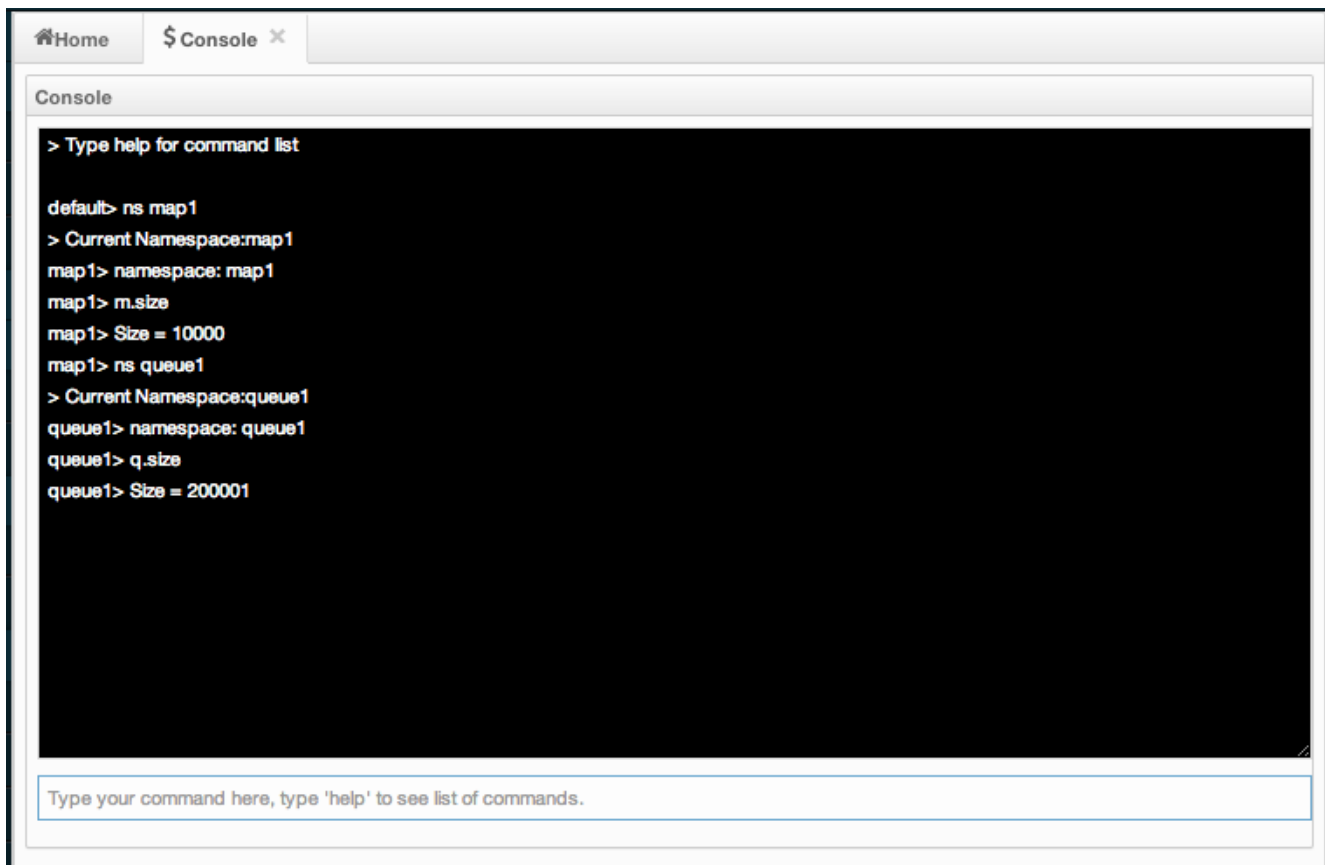 Home
$ Console ×
Console
> Type help for command list
default> ns map1
> Current Namespace:map1
map1> namespace: map1
map1> m.size
map1> Size = 10000
map1> ns queue1
> Current Namespace:queue1
queue1> namespace: queue1
queue1> q.size
queue1> Size = 200001
Type your command here, type 'help' to see list of commands.